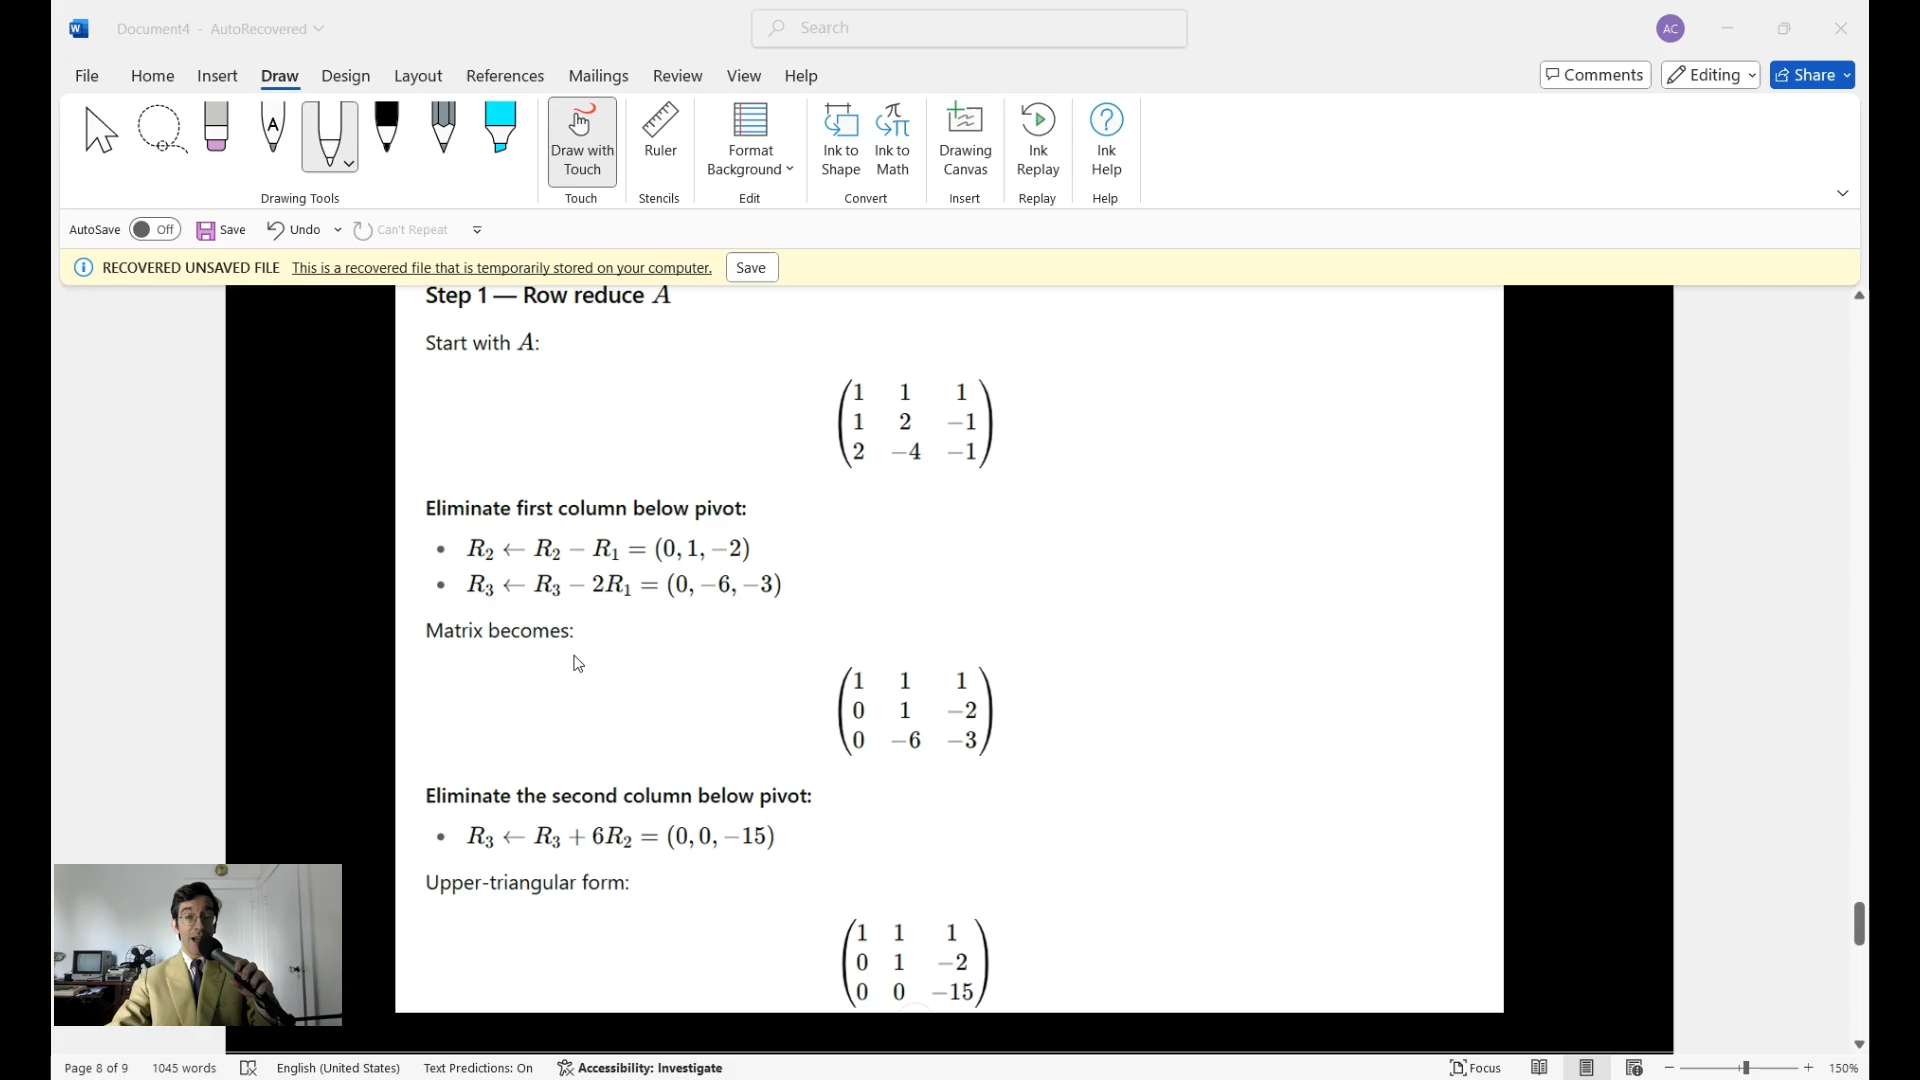 W Document4 - AutoRecovered Search AC
File Home Insert Draw Design Layout References Mailings Review View Help Comments Editing Share
A
Draw with Touch
Ruler
Format Background
Ink to Shape
Ink to Math
Drawing Canvas
Ink Replay
Ink Help
Drawing Tools Touch Stencils Edit Convert Insert Replay Help
AutoSave Off Save Undo Can't Repeat
RECOVERED UNSAVED FILE This is a recovered file that is temporarily stored on your computer. Save
Step 1 — Row reduce A
Start with A:
1 1 1
1 2 −1
2 −4 −1
Eliminate first column below pivot:
• R₂ ← R₂ − R₁ = (0, 1, −2)
• R₃ ← R₃ − 2R₁ = (0, −6, −3)
Matrix becomes:
1 1 1
0 1 −2
0 −6 −3
Eliminate the second column below pivot:
• R₃ ← R₃ + 6R₂ = (0, 0, −15)
Upper-triangular form:
1 1 1
0 1 −2
0 0 −15
Page 8 of 9 1045 words English (United States) Text Predictions: On Accessibility: Investigate Focus 150%